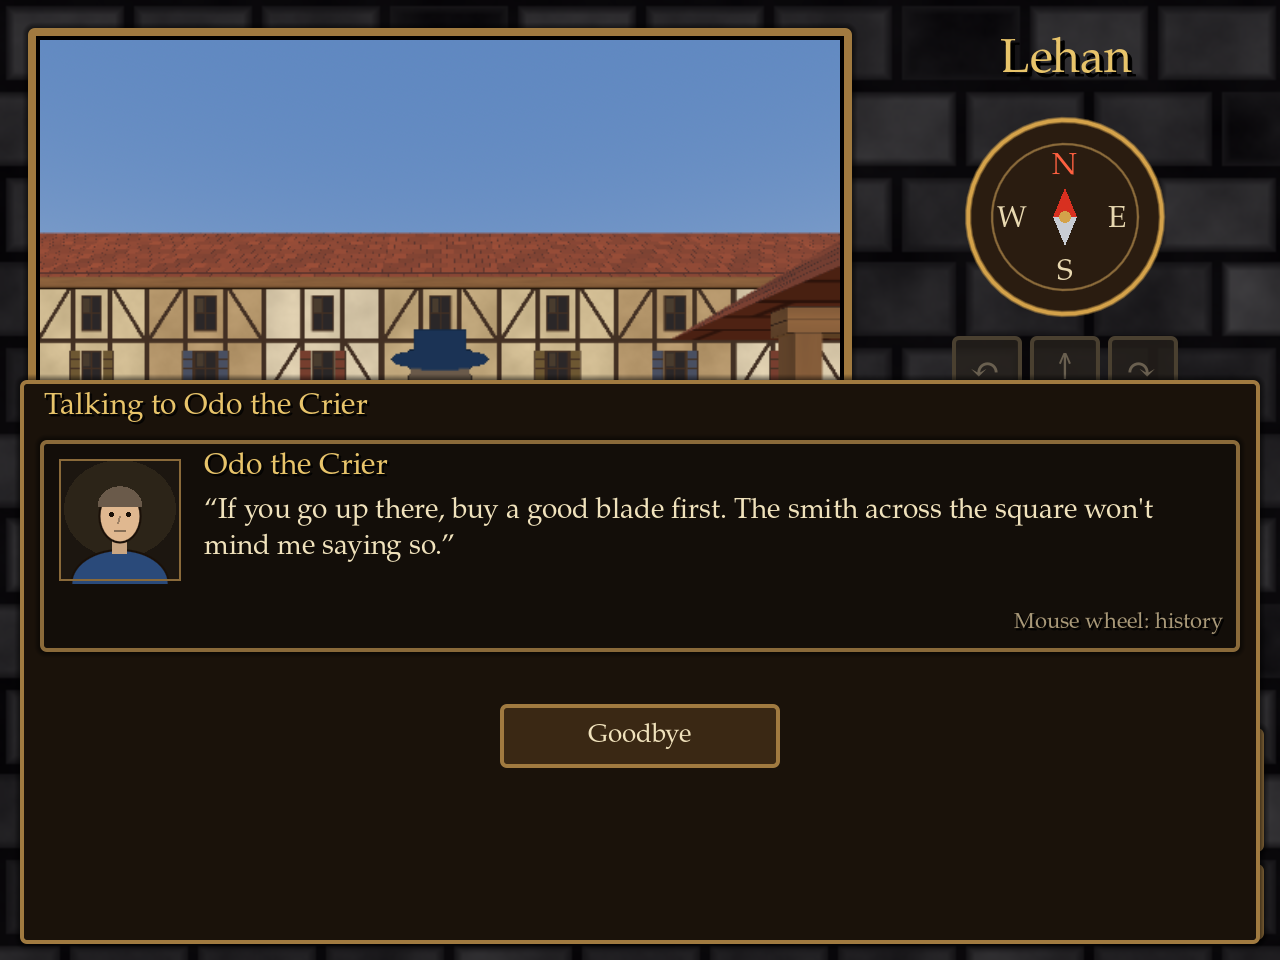 Lehan
N
W E
S
Talking to Odo the Crier
Odo the Crier
“If you go up there, buy a good blade first. The smith across the square won't
mind me saying so.”
Mouse wheel: history
Goodbye